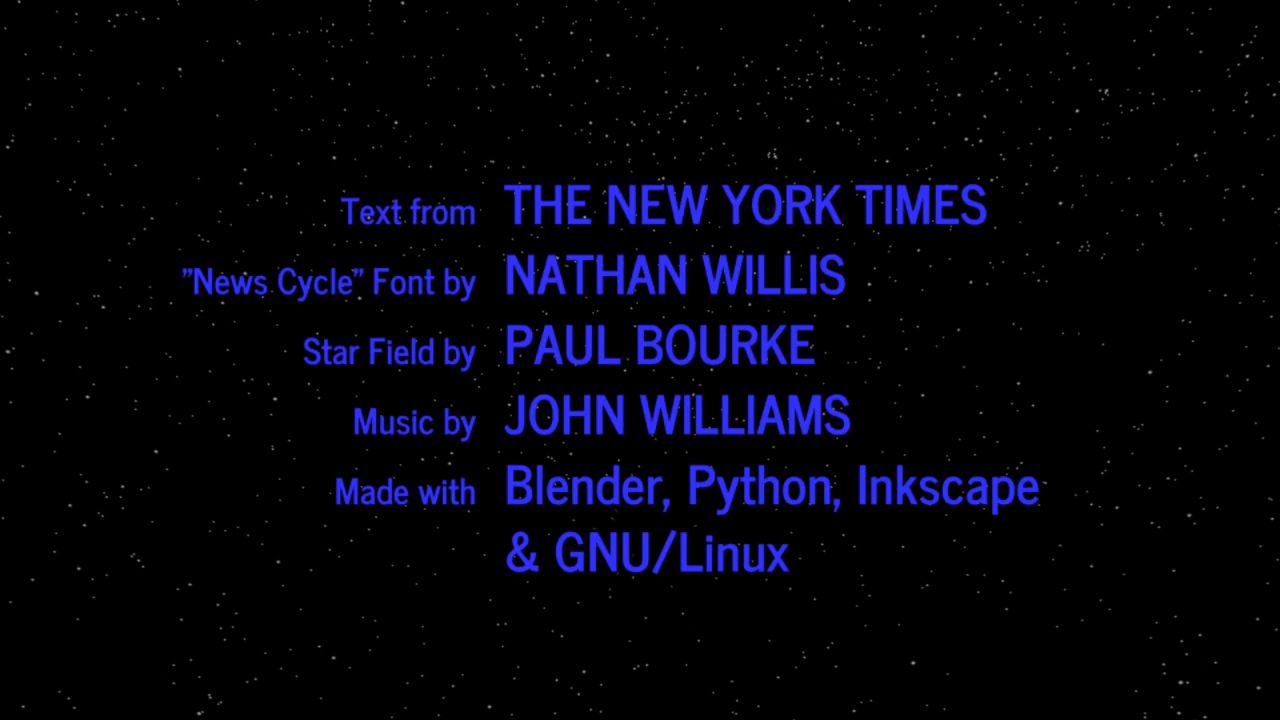 Text from THE NEW YORK TIMES
"News Cycle" Font by NATHAN WILLIS
Star Field by PAUL BOURKE
Music by JOHN WILLIAMS
Made with Blender, Python, Inkscape
& GNU/Linux